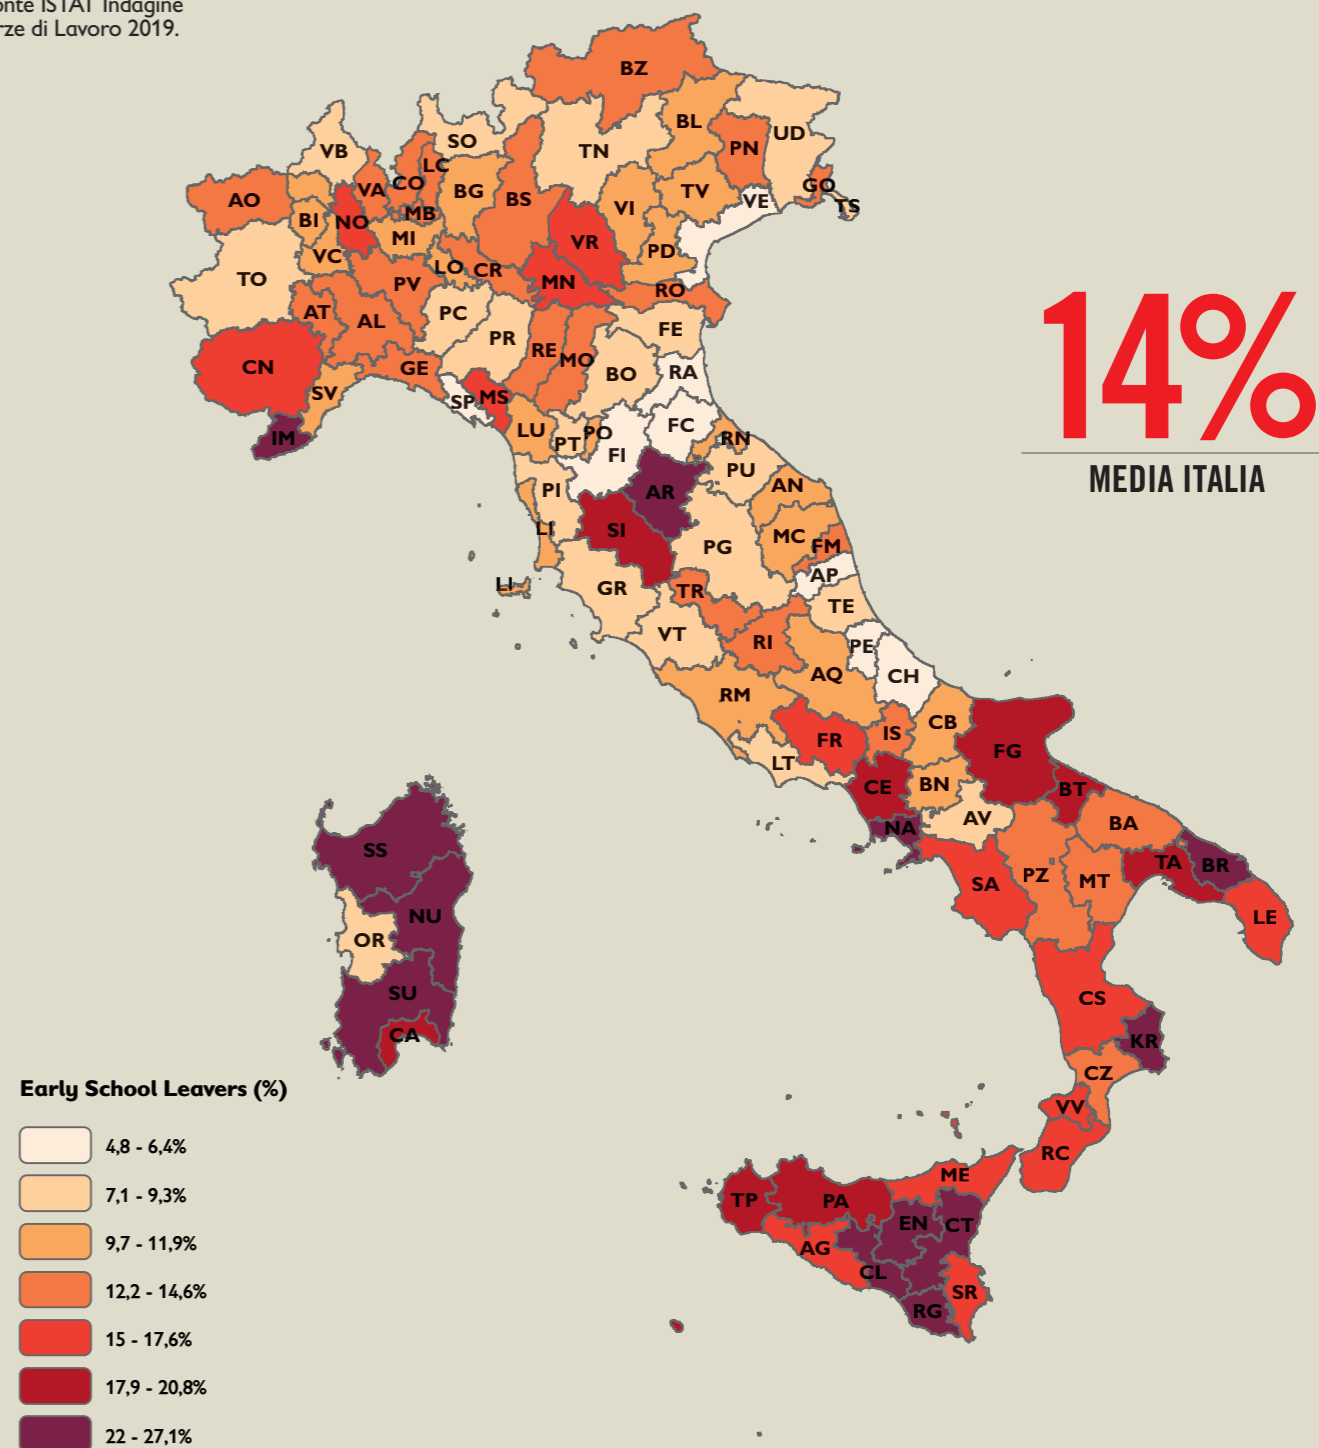 onte ISTAT Indagine
rze di Lavoro 2019.
BZ
BL
UD
PN
SO
TN
VB
LC
CO
VA
BG
BS
AO
GO
TS
VE
TV
VI
BI
NO
MB
MI
VR
PD
VC
LO
CR
TO
PV
MN
RO
AT
AL
PC
FE
PR
RE
MO
CN
GE
BO
RA
SV
SP
MS
FC
IM
LU
PT
PO
FI
RN
PU
AR
AN
PI
LI
SI
MC
FM
PG
AP
LI
GR
TR
TE
VT
RI
PE
AQ
CH
RM
CB
IS
FR
FG
LT
CE
BN
BT
NA
AV
BA
SS
TA
BR
SA
PZ
MT
NU
LE
OR
SU
CS
CA
KR
CZ
VV
RC
ME
TP
PA
EN
CT
AG
CL
SR
RG
14%
MEDIA ITALIA
Early School Leavers (%)
4,8 - 6,4%
7,1 - 9,3%
9,7 - 11,9%
12,2 - 14,6%
15 - 17,6%
17,9 - 20,8%
22 - 27,1%